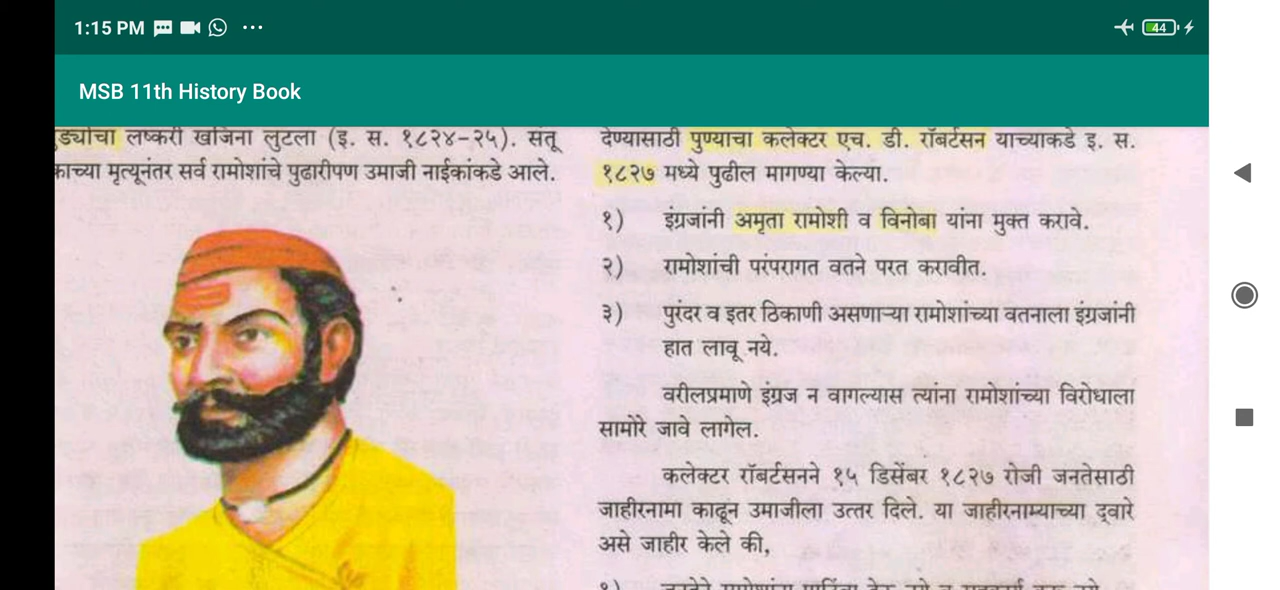 1:15 PM
44
MSB 11th History Book
ड्याचा लष्करी खजिना लुटला (इ. स. १८२४–२५). संतू
काच्या मृत्यूनंतर सर्व रामोशांचे पुढारीपण उमाजी नाईकांकडे आले.
देण्यासाठी पुण्याचा कलेक्टर एच. डी. रॉबर्टसन याच्याकडे इ. स.
१८२७ मध्ये पुढील मागण्या केल्या.
१) इंग्रजांनी अमृता रामोशी व विनोबा यांना मुक्त करावे.
२) रामोशांची परंपरागत वतने परत करावीत.
३) पुरंदर व इतर ठिकाणी असणाऱ्या रामोशांच्या वतनाला इंग्रजांनी
हात लावू नये.
वरीलप्रमाणे इंग्रज न वागल्यास त्यांना रामोशांच्या विरोधाला
सामोरे जावे लागेल.
कलेक्टर रॉबर्टसनने १५ डिसेंबर १८२७ रोजी जनतेसाठी
जाहीरनामा काढून उमाजीला उत्तर दिले. या जाहीरनाम्याच्या द्वारे
असे जाहीर केले की,